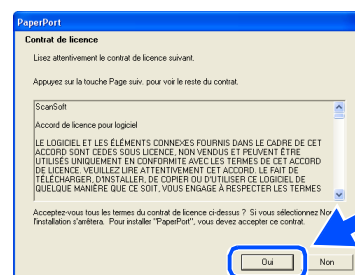 PaperPort
Contrat de licence
Lisez attentivement le contrat de licence suivant.
Appuyez sur la touche Page suiv. pour voir le reste du contrat.
ScanSoft
Accord de licence pour logiciel
LE LOGICIEL ET LES ÉLÉMENTS CONNEXES FOURNIS DANS LE CADRE DE CET
ACCORD SONT CEDES SOUS LICENCE, NON VENDUS ET PEUVENT ÊTRE
UTILISÉS UNIQUEMENT EN CONFORMITE AVEC LES TERMES DE CET ACCORD
DE LICENCE. VEUILLEZ LIRE ATTENTIVEMENT CET ACCORD. LE FAIT DE
TÉLÉCHARGER, D'INSTALLER, DE COPIER OU D'UTILISER CE LOGICIEL DE
QUELQUE MANIÈRE QUE CE SOIT, VOUS ENGAGE À RESPECTER LES TERMES
Acceptez-vous tous les termes du contrat de licence ci-dessus ? Si vous sélectionnez
l'installation s'arrêtera. Pour installer "PaperPort", vous devez accepter ce contrat.
Oui
Non